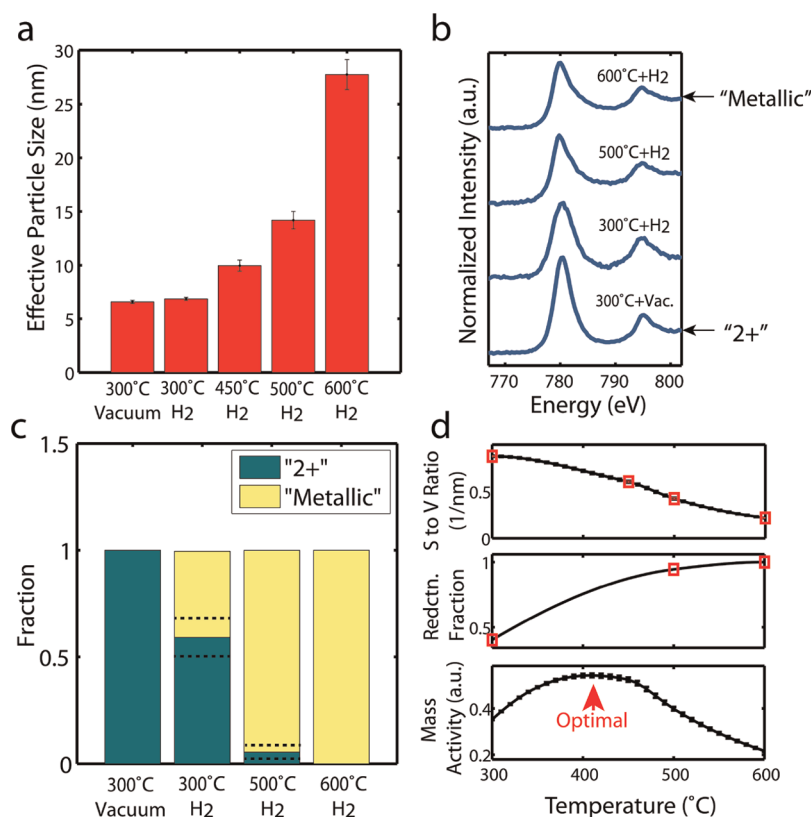 a
Effective Particle Size (nm)
30
25
20
15
10
5
0
300˚C
Vacuum
300˚C
H2
450˚C
H2
500˚C
H2
600˚C
H2
b
Normalized Intensity (a.u.)
600˚C+H2
"Metallic"
500˚C+H2
300˚C+H2
300˚C+Vac.
"2+"
770 780 790 800
Energy (eV)
c
Fraction
1.5
1
0.5
0
"2+"
"Metallic"
300˚C
Vacuum
300˚C
H2
500˚C
H2
600˚C
H2
d
S to V Ratio
(1/nm)
0.5
0
Redctn.
Fraction
1
0.5
Mass
Activity (a.u.)
0.4
0.2
Optimal
300 400 500 600
Temperature (˚C)